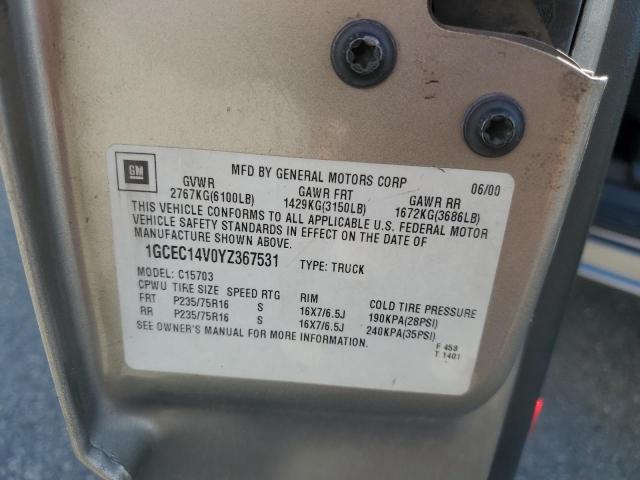 GM
MFD BY GENERAL MOTORS CORP 06/00
GVWR GAWR FRT GAWR RR
2767KG(6100LB) 1429KG(3150LB) 1672KG(3686LB)
THIS VEHICLE CONFORMS TO ALL APPLICABLE U.S. FEDERAL MOTOR
VEHICLE SAFETY STANDARDS IN EFFECT ON THE DATE OF
MANUFACTURE SHOWN ABOVE.
1GCEC14V0YZ367531 TYPE: TRUCK
MODEL: C15703
CPWU TIRE SIZE SPEED RTG RIM COLD TIRE PRESSURE
FRT P235/75R16 S 16X7/6.5J 190KPA(28PSI)
RR P235/75R16 S 16X7/6.5J 240KPA(35PSI)
SEE OWNER'S MANUAL FOR MORE INFORMATION.
F 458
T 1401